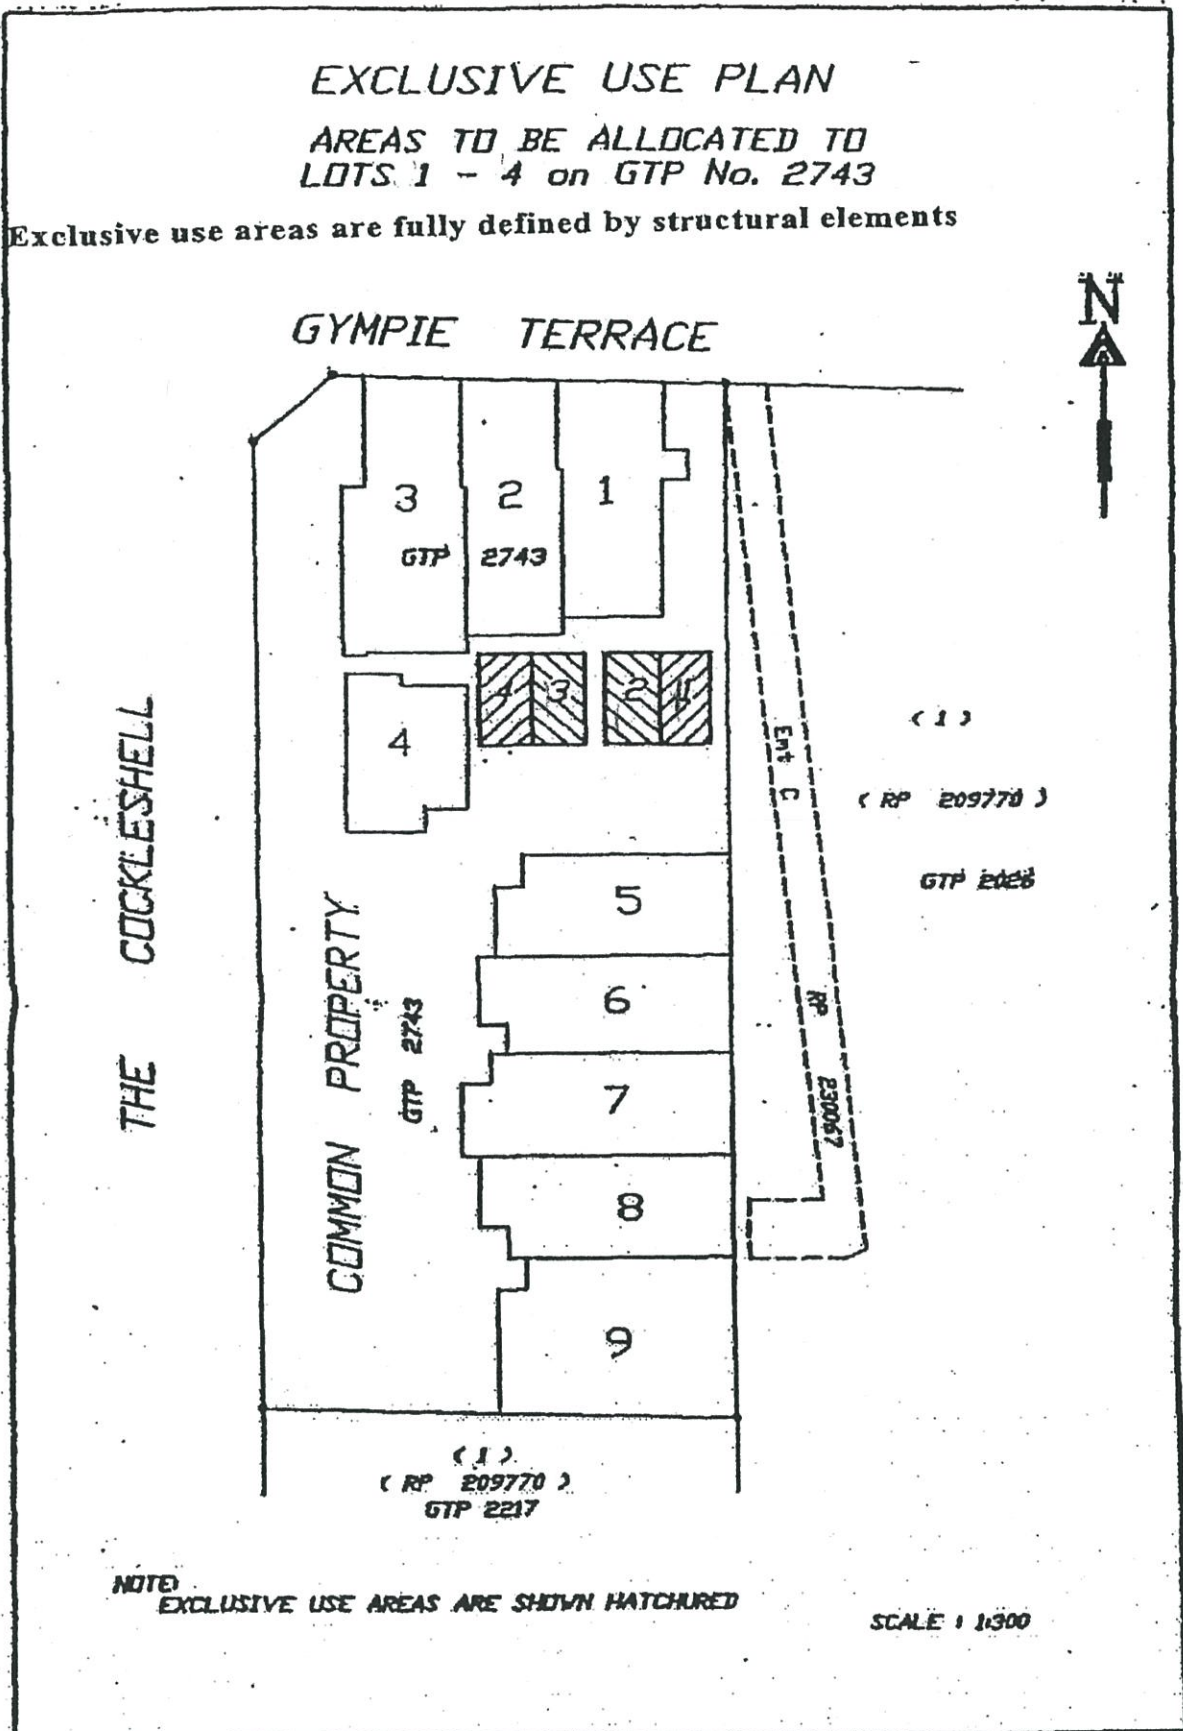 EXCLUSIVE USE PLAN
AREAS TO BE ALLOCATED TO
LOTS 1 - 4 on GTP No. 2743
Exclusive use areas are fully defined by structural elements
N
GYMPIE TERRACE
3
2
1
GTP 2743
4
3
2
1
4
THE COCKLESHELL
COMMON PROPERTY
GTP 2743
Emt C
RP 230067
( 1 )
( RP 209770 )
GTP 2026
5
6
7
8
9
( 1 )
( RP 209770 )
GTP 2217
NOTE:
EXCLUSIVE USE AREAS ARE SHOWN HATCHURED
SCALE : 1:300